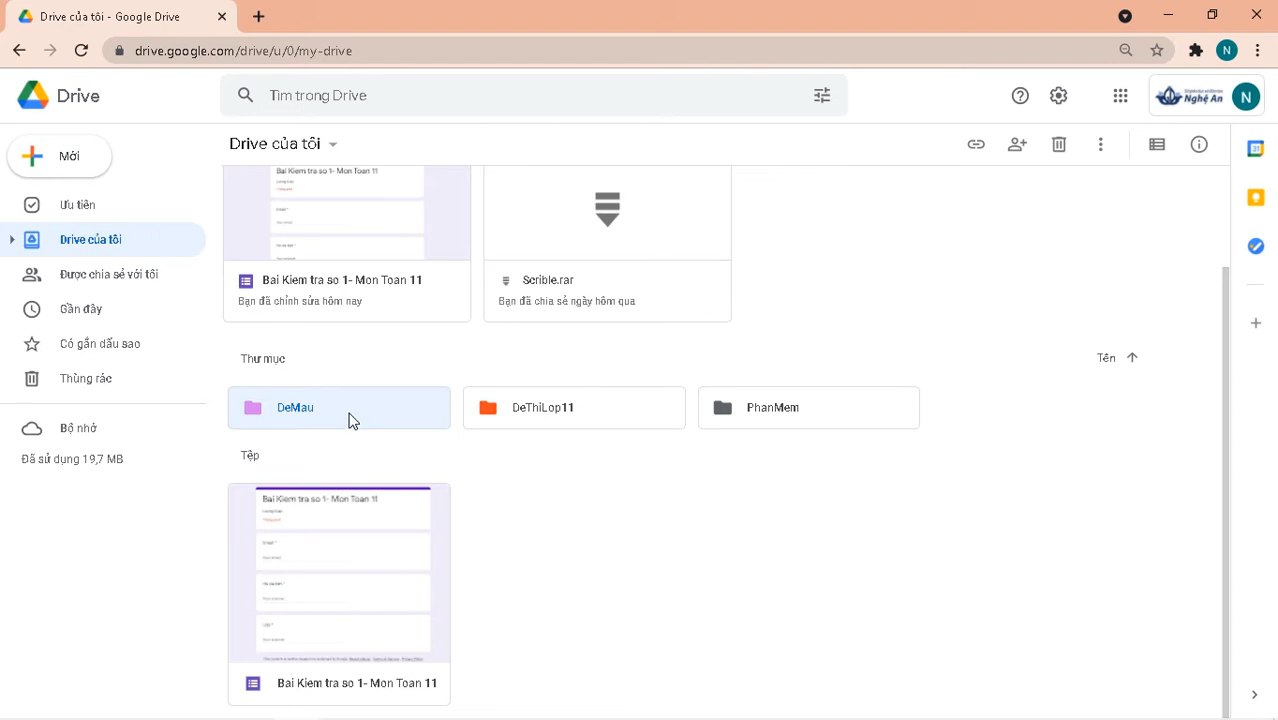 Drive của tôi - Google Drive
drive.google.com/drive/u/0/my-drive
N
Drive
Tìm trong Drive
Nghệ An
N
Mới
Drive của tôi
Ưu tiên
Drive của tôi
Được chia sẻ với tôi
Gần đây
Có gắn dấu sao
Thùng rác
Bộ nhớ
Đã sử dụng 19,7 MB
Bai Kiem tra so 1- Mon Toan 11
Bai Kiem tra so 1- Mon Toan 11
Bạn đã chỉnh sửa hôm nay
Scrible.rar
Bạn đã chia sẻ ngày hôm qua
Thư mục
Tên
DeMau
DeThiLop11
PhanMem
Tệp
Bai Kiem tra so 1- Mon Toan 11
Bai Kiem tra so 1- Mon Toan 11
31